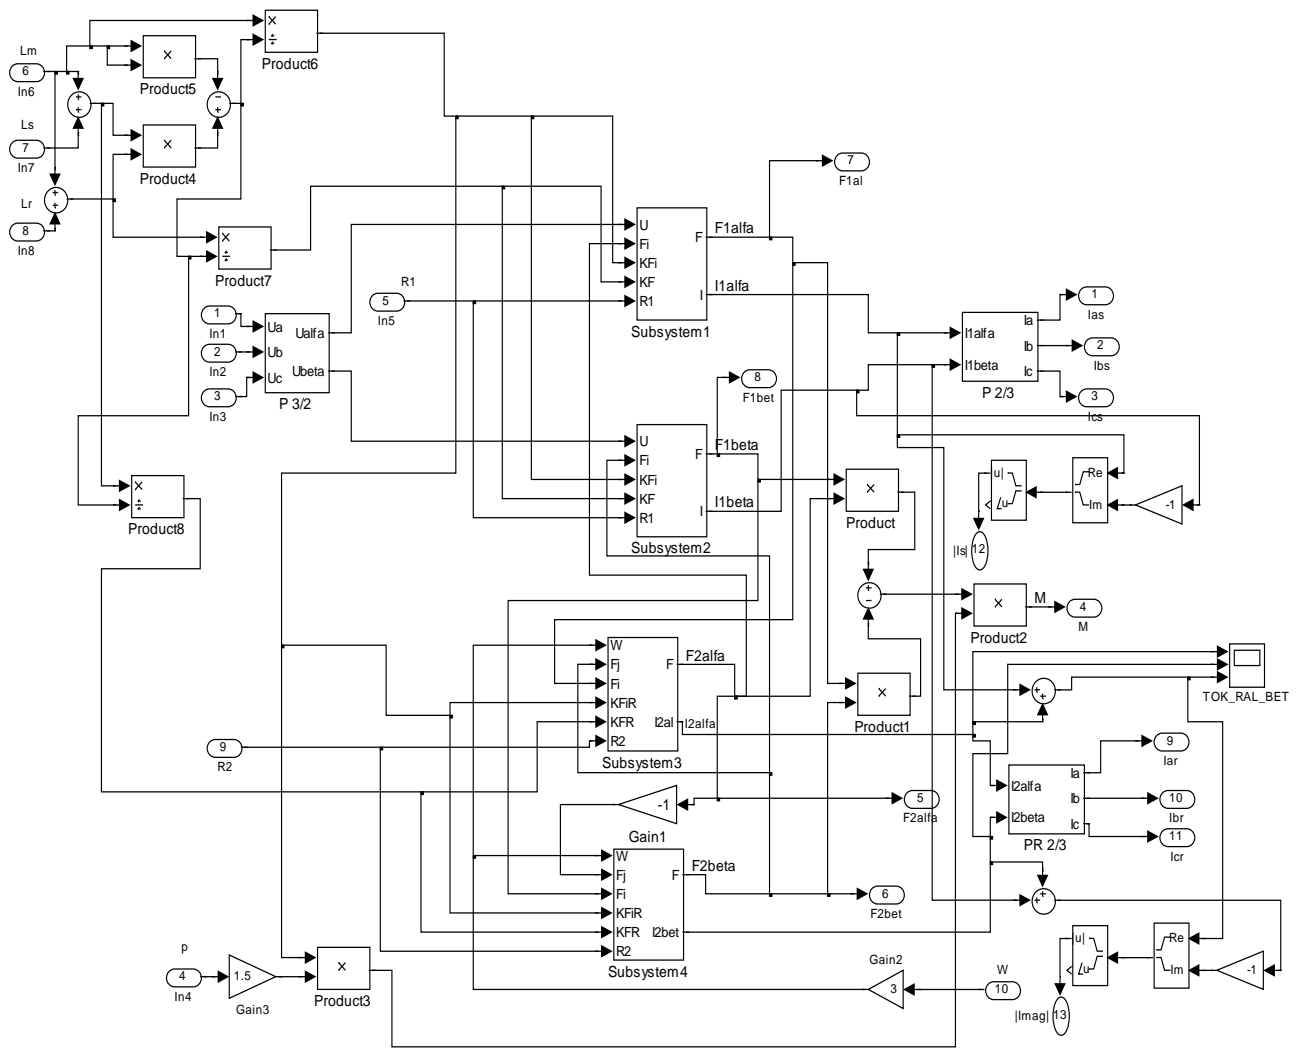 Lm
6
In6
Ls
7
In7
Lr
8
In8
×
Product5
×
Product4
−
+
+
+
+
+
×
÷
Product6
×
÷
Product7
×
÷
Product8
1
In1
2
In2
3
In3
Ua
Ub
Uc
Ualfa
Ubeta
P 3/2
R1
5
In5
U
Fi
KFi
KF
R1
F
I
Subsystem1
F1alfa
I1alfa
7
F1al
U
Fi
KFi
KF
R1
F
I
Subsystem2
F1beta
I1beta
8
F1bet
I1alfa
I1beta
Ia
Ib
Ic
P 2/3
1
Ias
2
Ibs
3
Ics
×
Product
+
−
×
Product1
×
Product2
M
4
M
|u|
∠u
Re
Im
-1
|Is|
12
W
Fj
Fi
KFiR
KFR
R2
F
I2al
Subsystem3
F2alfa
I2alfa
9
R2
-1
Gain1
5
F2alfa
W
Fj
Fi
KFiR
KFR
R2
F
I2bet
Subsystem4
F2beta
6
F2bet
+
+
TOK_RAL_BET
I2alfa
I2beta
Ia
Ib
Ic
PR 2/3
9
Iar
10
Ibr
11
Icr
+
+
|u|
∠u
Re
Im
-1
|Imag|
13
p
4
In4
1.5
Gain3
×
Product3
Gain2
3
W
10